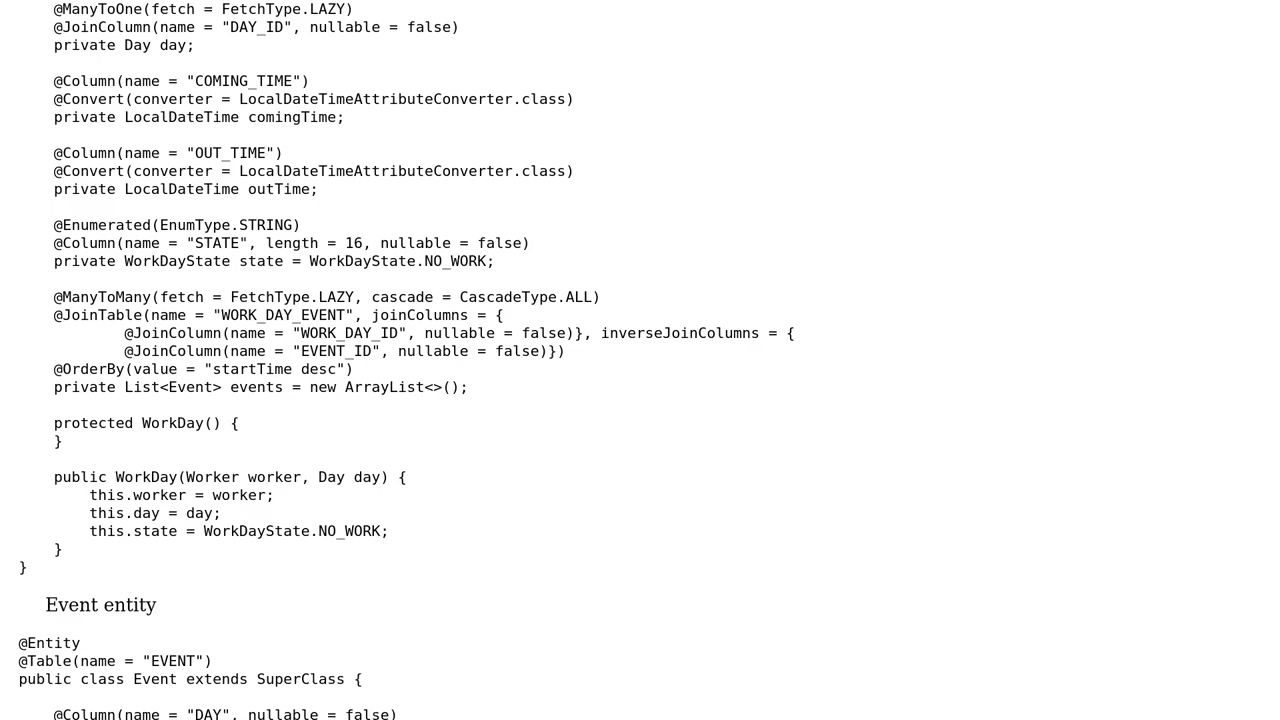 @ManyToOne(fetch = FetchType.LAZY)
@JoinColumn(name = "DAY_ID", nullable = false)
private Day day;
@Column(name = "COMING_TIME")
@Convert(converter = LocalDateTimeAttributeConverter.class)
private LocalDateTime comingTime;
@Column(name = "OUT_TIME")
@Convert(converter = LocalDateTimeAttributeConverter.class)
private LocalDateTime outTime;
@Enumerated(EnumType.STRING)
@Column(name = "STATE", length = 16, nullable = false)
private WorkDayState state = WorkDayState.NO_WORK;
@ManyToMany(fetch = FetchType.LAZY, cascade = CascadeType.ALL)
@JoinTable(name = "WORK_DAY_EVENT", joinColumns = {
@JoinColumn(name = "WORK_DAY_ID", nullable = false)}, inverseJoinColumns = {
@JoinColumn(name = "EVENT_ID", nullable = false)})
@OrderBy(value = "startTime desc")
private List<Event> events = new ArrayList<>();
protected WorkDay() {
}
public WorkDay(Worker worker, Day day) {
this.worker = worker;
this.day = day;
this.state = WorkDayState.NO_WORK;
}
}
Event entity
@Entity
@Table(name = "EVENT")
public class Event extends SuperClass {
@Column(name = "DAY", nullable = false)